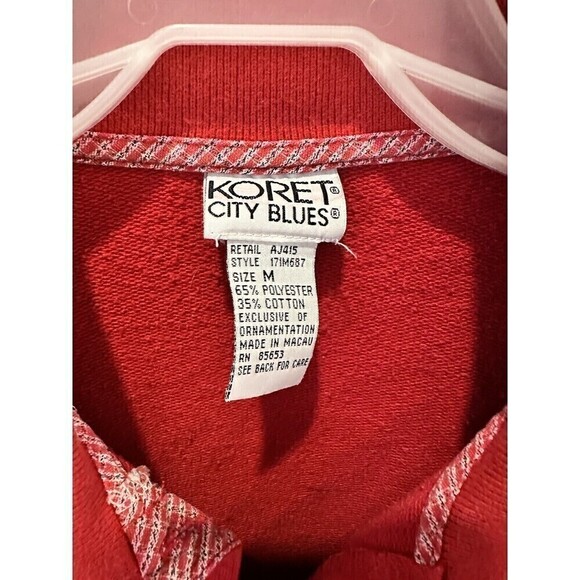 KORET®
CITY BLUES®
RETAIL AJ415
STYLE 171M687
SIZE M
65% POLYESTER
35% COTTON
EXCLUSIVE OF
ORNAMENTATION
MADE IN MACAU
RN 85653
SEE BACK FOR CARE